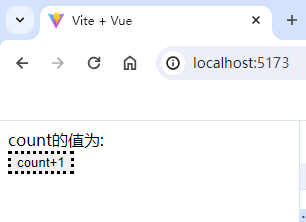 Vite + Vue
localhost:5173
count的值为:
count+1